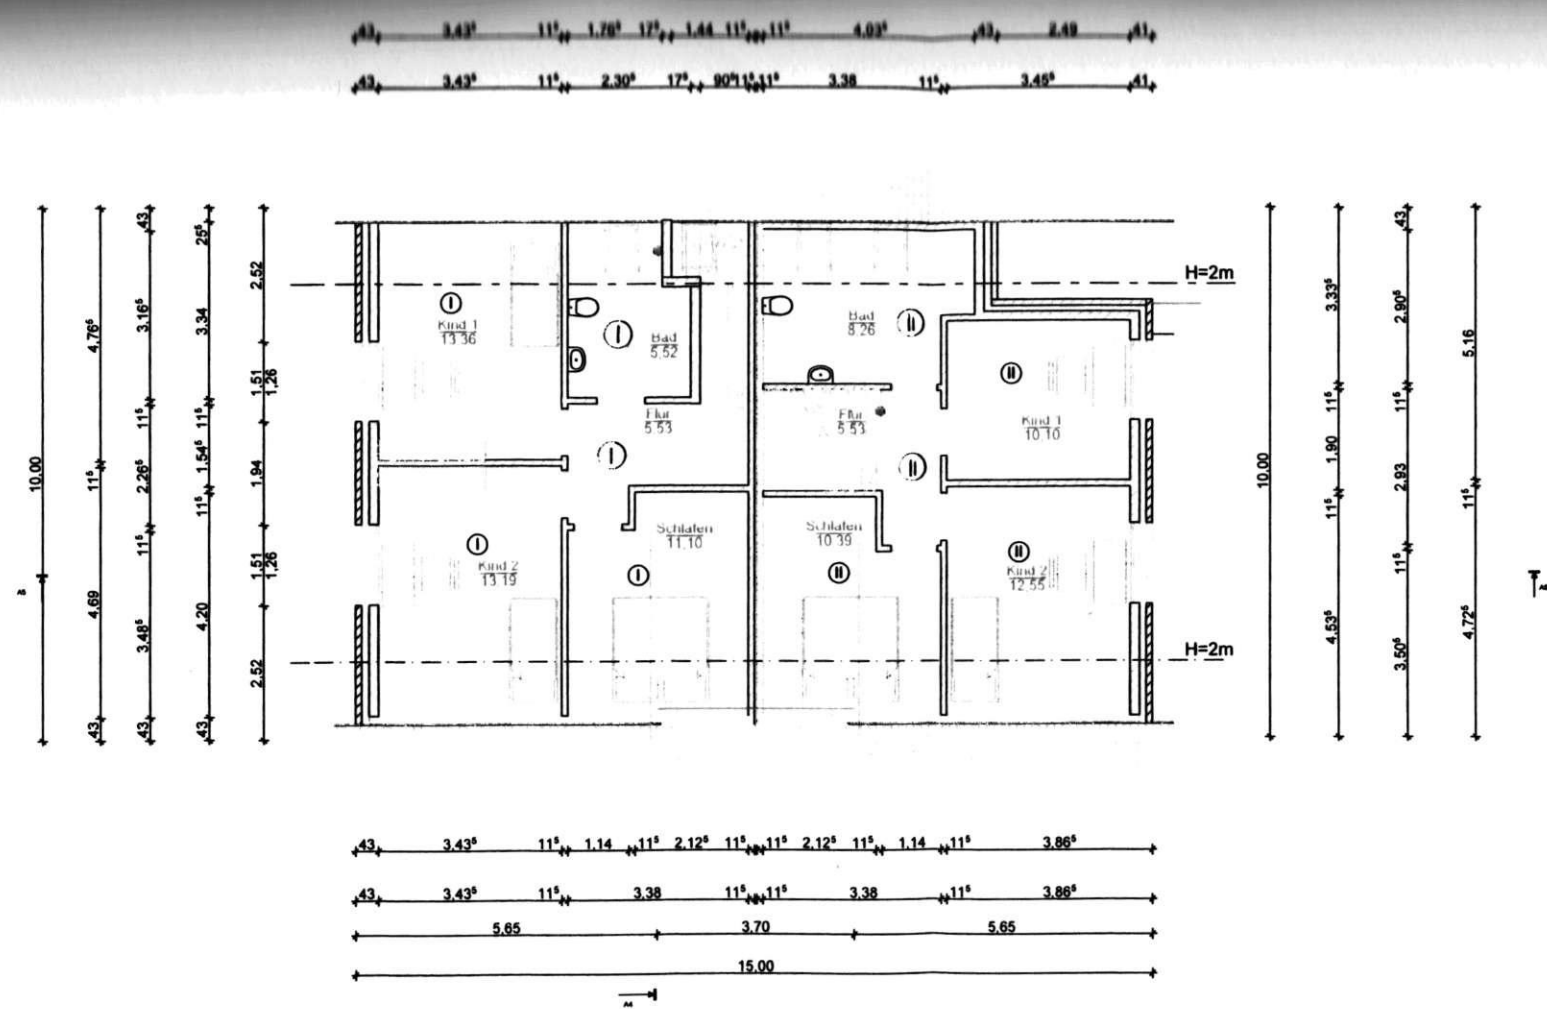 43 3.43⁵ 11⁵ 1.76⁵ 17⁵ 1.44 11⁵ 11⁵ 4.03⁵ 43 2.49 41
43 3.43⁵ 11⁵ 2.30⁵ 17⁵ 90⁵ 11⁵ 11⁵ 3.38 11⁵ 3.45⁵ 41
10.00
4.76⁵ 11⁵ 4.69 43
43 3.16⁵ 11⁵ 2.26⁵ 11⁵ 3.48⁵ 43
25⁵ 3.34 11⁵ 1.54⁵ 11⁵ 4.20 43
2.52 1.51 1.26 1.94 1.51 1.26 2.52
H=2m
I
Kind 1
13.36
I
Bad
5.52
Bad
8.26
II
II
Kind 1
10.10
Flur
5.53
I
Flur
5.53
II
I
Kind 2
13.19
Schlafen
11.10
I
Schlafen
10.39
II
II
Kind 2
12.55
H=2m
10.00
3.33⁵ 11⁵ 1.90 11⁵ 4.53⁵
43 2.90⁵ 11⁵ 2.93 11⁵ 3.50⁵
5.16 11⁵ 4.72⁵
43 3.43⁵ 11⁵ 1.14 11⁵ 2.12⁵ 11⁵ 11⁵ 2.12⁵ 11⁵ 1.14 11⁵ 3.86⁵
43 3.43⁵ 11⁵ 3.38 11⁵ 11⁵ 3.38 11⁵ 3.86⁵
5.65 3.70 5.65
15.00